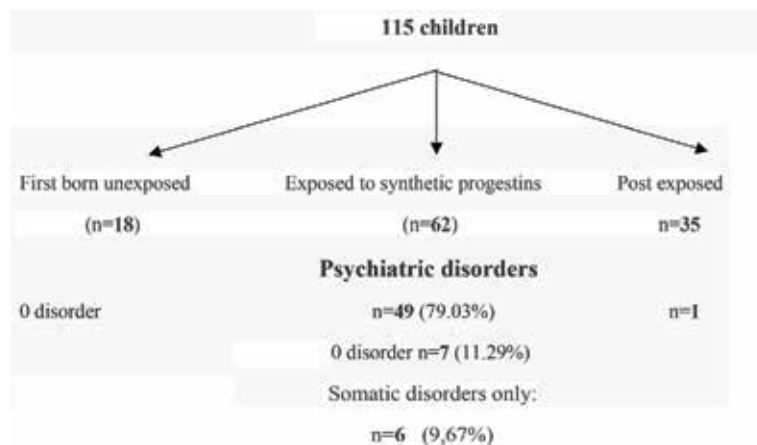 115 children
First born unexposed Exposed to synthetic progestins Post exposed
(n=18) (n=62) n=35
Psychiatric disorders
0 disorder n=49 (79.03%) n=1
0 disorder n=7 (11.29%)
Somatic disorders only:
n=6 (9,67%)